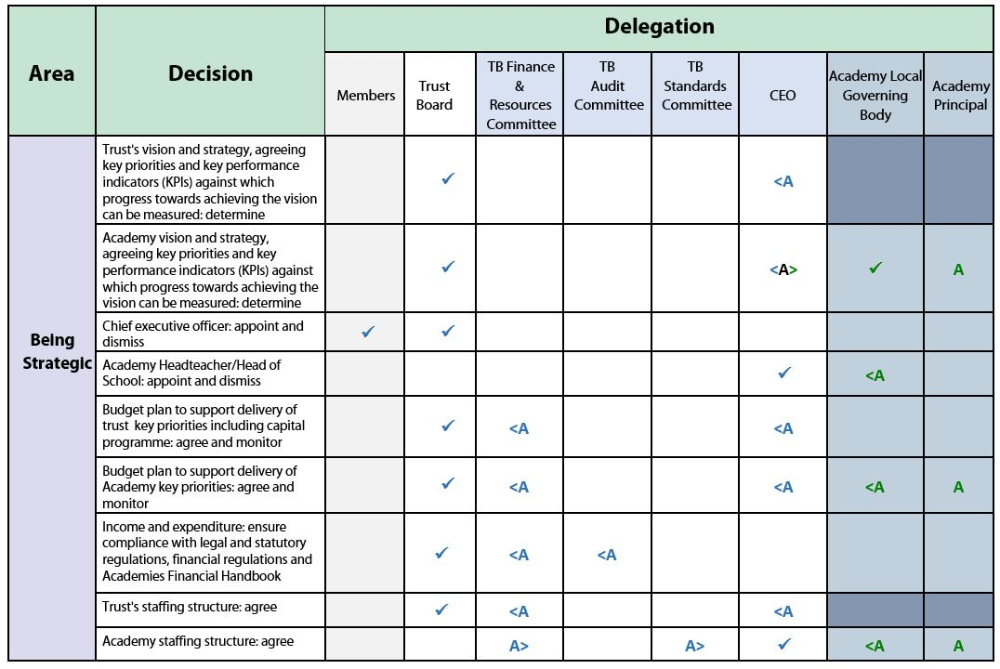 Delegation
Area
Decision
Members
Trust
Board
TB Finance
&
Resources
Committee
TB
Audit
Committee
TB
Standards
Committee
CEO
Academy Local
Governing
Body
Academy
Principal
Being
Strategic
Trust's vision and strategy, agreeing
key priorities and key performance
indicators (KPIs) against which
progress towards achieving the vision
can be measured: determine
✓
<A
Academy vision and strategy,
agreeing key priorities and key
performance indicators (KPIs) against
which progress towards achieving the
vision can be measured: determine
✓
<A>
✓
A
Chief executive officer: appoint and
dismiss
✓
✓
Academy Headteacher/Head of
School: appoint and dismiss
✓
<A
Budget plan to support delivery of
trust key priorities including capital
programme: agree and monitor
✓
<A
<A
Budget plan to support delivery of
Academy key priorities: agree and
monitor
✓
<A
<A
<A
A
Income and expenditure: ensure
compliance with legal and statutory
regulations, financial regulations and
Academies Financial Handbook
✓
<A
<A
Trust's staffing structure: agree
✓
<A
<A
Academy staffing structure: agree
A>
A>
✓
<A
A